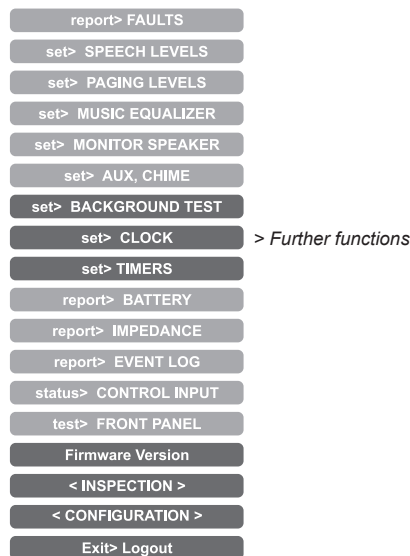 report> FAULTS
set> SPEECH LEVELS
set> PAGING LEVELS
set> MUSIC EQUALIZER
set> MONITOR SPEAKER
set> AUX, CHIME
set> BACKGROUND TEST
set> CLOCK > Further functions
set> TIMERS
report> BATTERY
report> IMPEDANCE
report> EVENT LOG
status> CONTROL INPUT
test> FRONT PANEL
Firmware Version
< INSPECTION >
< CONFIGURATION >
Exit> Logout